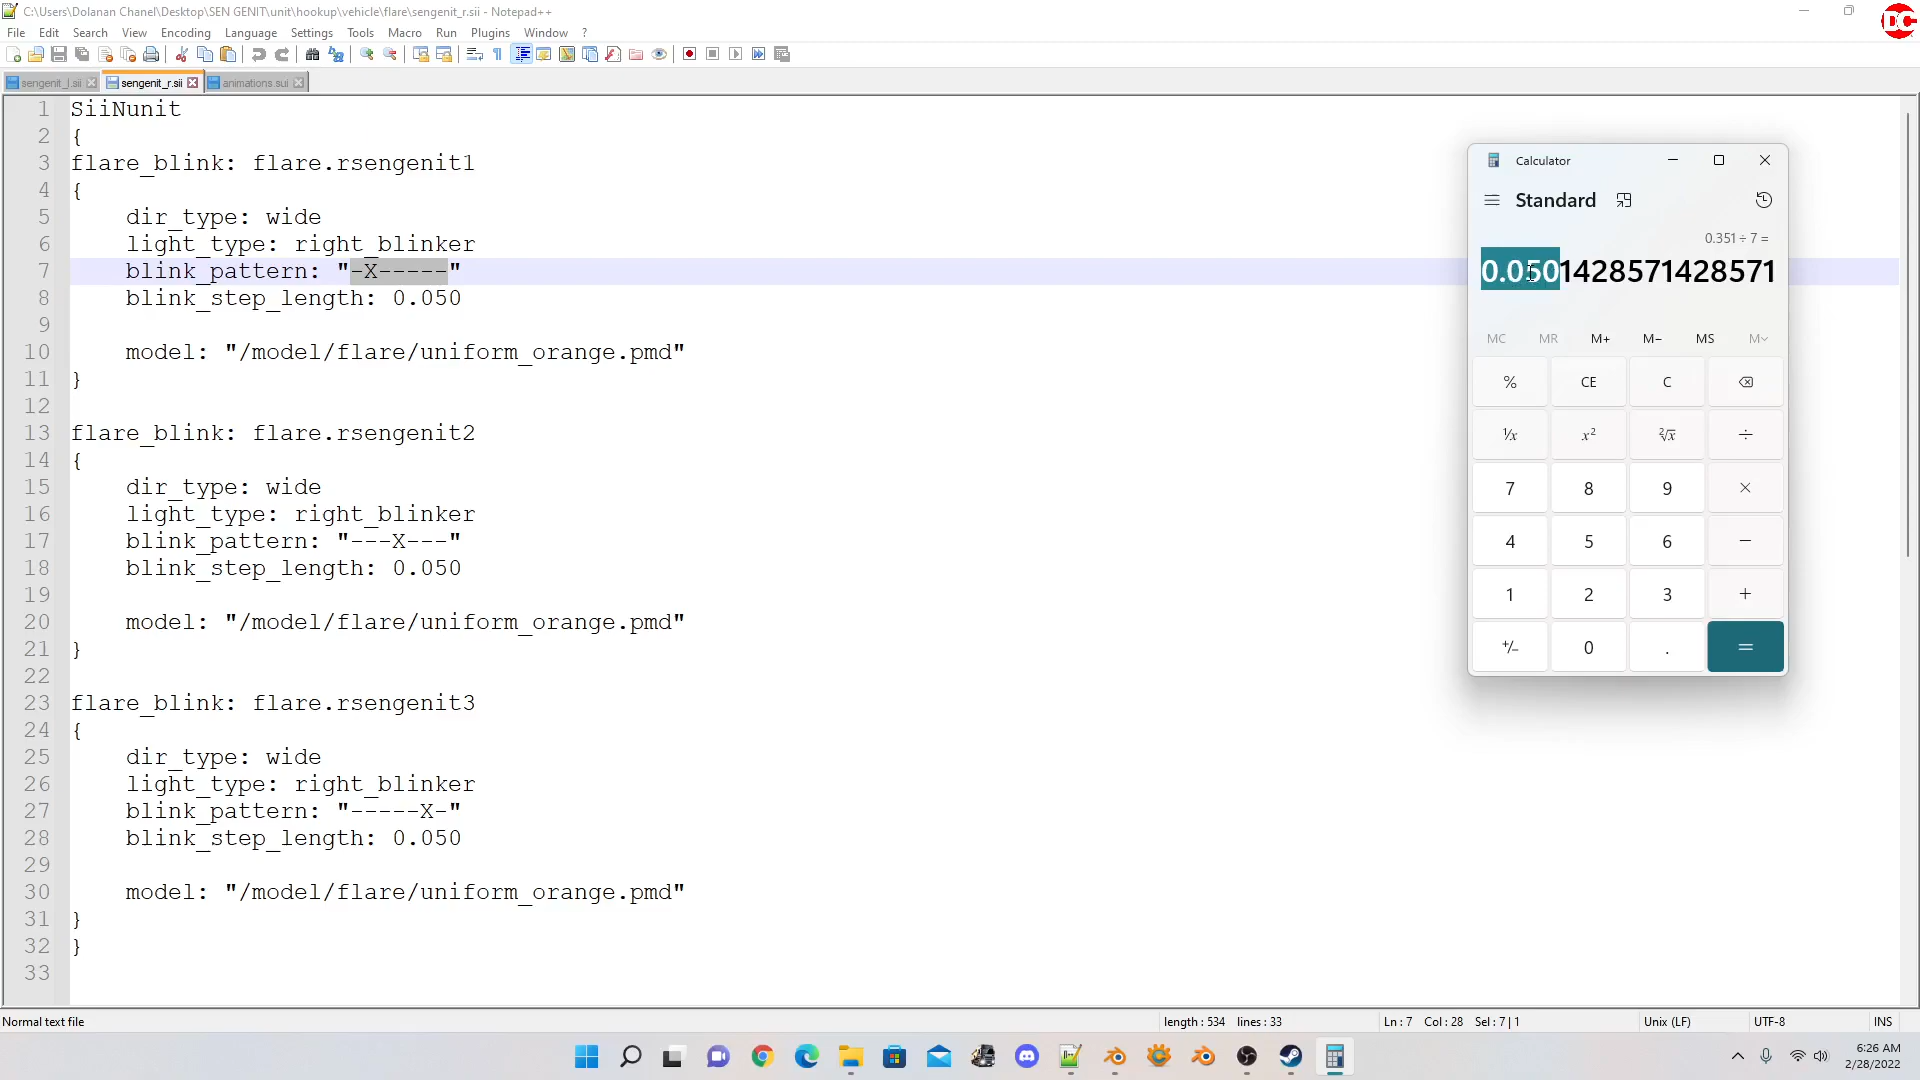 C:\Users\Dolanan Chanel\Desktop\SEN GENIT\unit\hookup\vehicle\flare\sengenit_r.sii - Notepad++
DC
File Edit Search View Encoding Language Settings Tools Macro Run Plugins Window ?
sengenit_l.sii sengenit_r.sii animations.sui
1 SiiNunit
2 {
3 flare_blink: flare.rsengenit1
4 {
5 dir_type: wide
6 light_type: right_blinker
7 blink_pattern: "-X-----"
8 blink_step_length: 0.050
9
10 model: "/model/flare/uniform_orange.pmd"
11 }
12
13 flare_blink: flare.rsengenit2
14 {
15 dir_type: wide
16 light_type: right_blinker
17 blink_pattern: "---X---"
18 blink_step_length: 0.050
19
20 model: "/model/flare/uniform_orange.pmd"
21 }
22
23 flare_blink: flare.rsengenit3
24 {
25 dir_type: wide
26 light_type: right_blinker
27 blink_pattern: "-----X-"
28 blink_step_length: 0.050
29
30 model: "/model/flare/uniform_orange.pmd"
31 }
32 }
33
Calculator
Standard
0.351 ÷ 7 =
0.0501428571428571
MC MR M+ M− MS M˅
% CE C
⅟x x² ²√x ÷
7 8 9 ×
4 5 6 −
1 2 3 +
+/− 0 . =
Normal text file length : 534 lines : 33 Ln : 7 Col : 28 Sel : 7 | 1 Unix (LF) UTF-8 INS
6:26 AM
2/28/2022